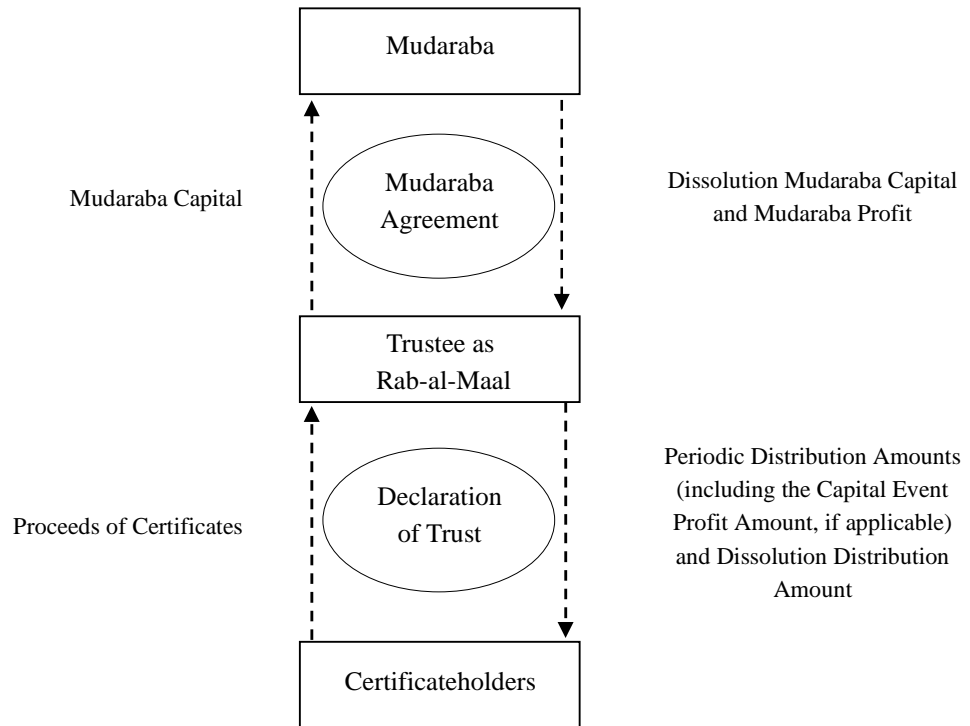 Mudaraba
Mudaraba Capital
Mudaraba
Agreement
Dissolution Mudaraba Capital
and Mudaraba Profit
Trustee as
Rab-al-Maal
Proceeds of Certificates
Declaration
of Trust
Periodic Distribution Amounts
(including the Capital Event
Profit Amount, if applicable)
and Dissolution Distribution
Amount
Certificateholders